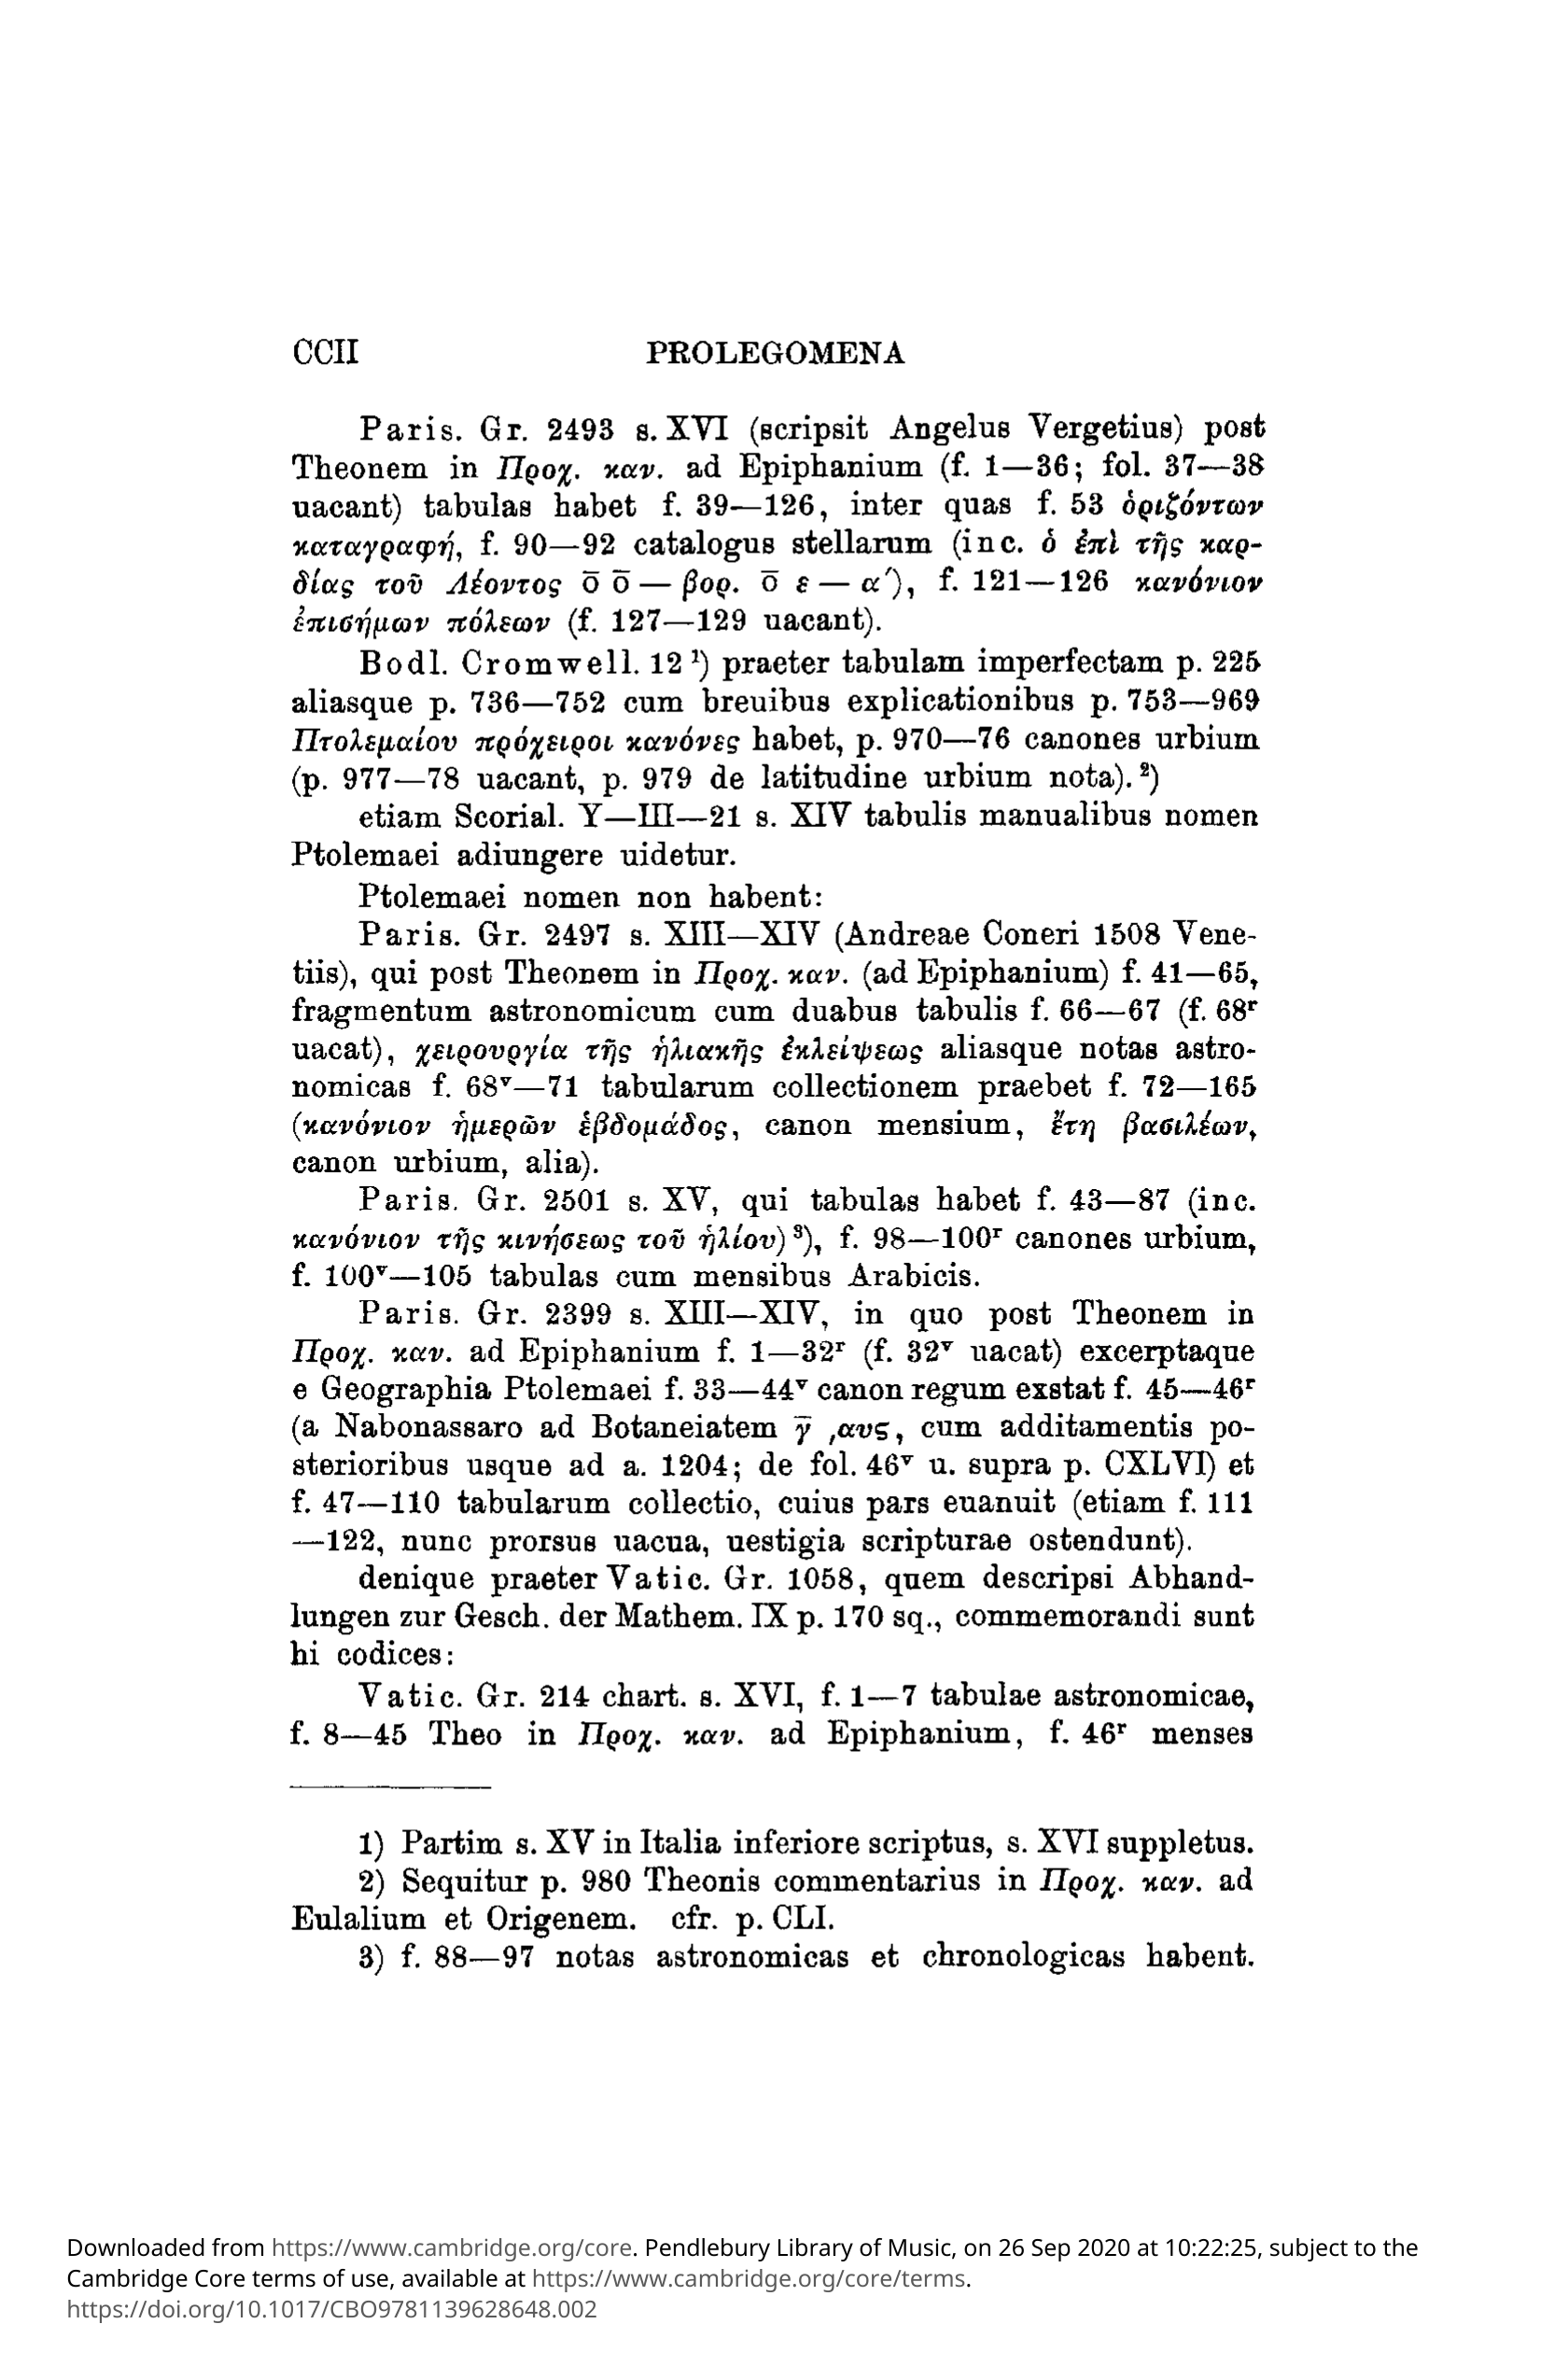 CCII PROLEGOMENA
Paris. Gr. 2493 s. XVI (scripsit Angelus Vergetius) post
Theonem in Προχ. καν. ad Epiphanium (f. 1—36; fol. 37—38
uacant) tabulas habet f. 39—126, inter quas f. 53 ὁριζόντων
καταγραφή, f. 90—92 catalogus stellarum (inc. ὁ ἐπὶ τῆς καρ-
δίας τοῦ Λέοντος ο̄ ο̄ — βορ. ο̄ ε — α′), f. 121—126 κανόνιον
ἐπισήμων πόλεων (f. 127—129 uacant).
Bodl. Cromwell. 12 ¹) praeter tabulam imperfectam p. 225
aliasque p. 736—752 cum breuibus explicationibus p. 753—969
Πτολεμαίου πρόχειροι κανόνες habet, p. 970—76 canones urbium
(p. 977—78 uacant, p. 979 de latitudine urbium nota). ²)
etiam Scorial. Y—III—21 s. XIV tabulis manualibus nomen
Ptolemaei adiungere uidetur.
Ptolemaei nomen non habent:
Paris. Gr. 2497 s. XIII—XIV (Andreae Coneri 1508 Vene-
tiis), qui post Theonem in Προχ. καν. (ad Epiphanium) f. 41—65,
fragmentum astronomicum cum duabus tabulis f. 66—67 (f. 68ʳ
uacat), χειρουργία τῆς ἡλιακῆς ἐκλείψεως aliasque notas astro-
nomicas f. 68ᵛ—71 tabularum collectionem praebet f. 72—165
(κανόνιον ἡμερῶν ἑβδομάδος, canon mensium, ἔτη βασιλέων,
canon urbium, alia).
Paris. Gr. 2501 s. XV, qui tabulas habet f. 43—87 (inc.
κανόνιον τῆς κινήσεως τοῦ ἡλίου) ³), f. 98—100ʳ canones urbium,
f. 100ᵛ—105 tabulas cum mensibus Arabicis.
Paris. Gr. 2399 s. XIII—XIV, in quo post Theonem in
Προχ. καν. ad Epiphanium f. 1—32ʳ (f. 32ᵛ uacat) excerptaque
e Geographia Ptolemaei f. 33—44ᵛ canon regum exstat f. 45—46ʳ
(a Nabonassaro ad Botaneiatem γ̄ ͵αυϛ, cum additamentis po-
sterioribus usque ad a. 1204; de fol. 46ᵛ u. supra p. CXLVI) et
f. 47—110 tabularum collectio, cuius pars euanuit (etiam f. 111
—122, nunc prorsus uacua, uestigia scripturae ostendunt).
denique praeter Vatic. Gr. 1058, quem descripsi Abhand-
lungen zur Gesch. der Mathem. IX p. 170 sq., commemorandi sunt
hi codices:
Vatic. Gr. 214 chart. s. XVI, f. 1—7 tabulae astronomicae,
f. 8—45 Theo in Προχ. καν. ad Epiphanium, f. 46ʳ menses
1) Partim s. XV in Italia inferiore scriptus, s. XVI suppletus.
2) Sequitur p. 980 Theonis commentarius in Προχ. καν. ad
Eulalium et Origenem. cfr. p. CLI.
3) f. 88—97 notas astronomicas et chronologicas habent.
Downloaded from https://www.cambridge.org/core. Pendlebury Library of Music, on 26 Sep 2020 at 10:22:25, subject to the
Cambridge Core terms of use, available at https://www.cambridge.org/core/terms.
https://doi.org/10.1017/CBO9781139628648.002